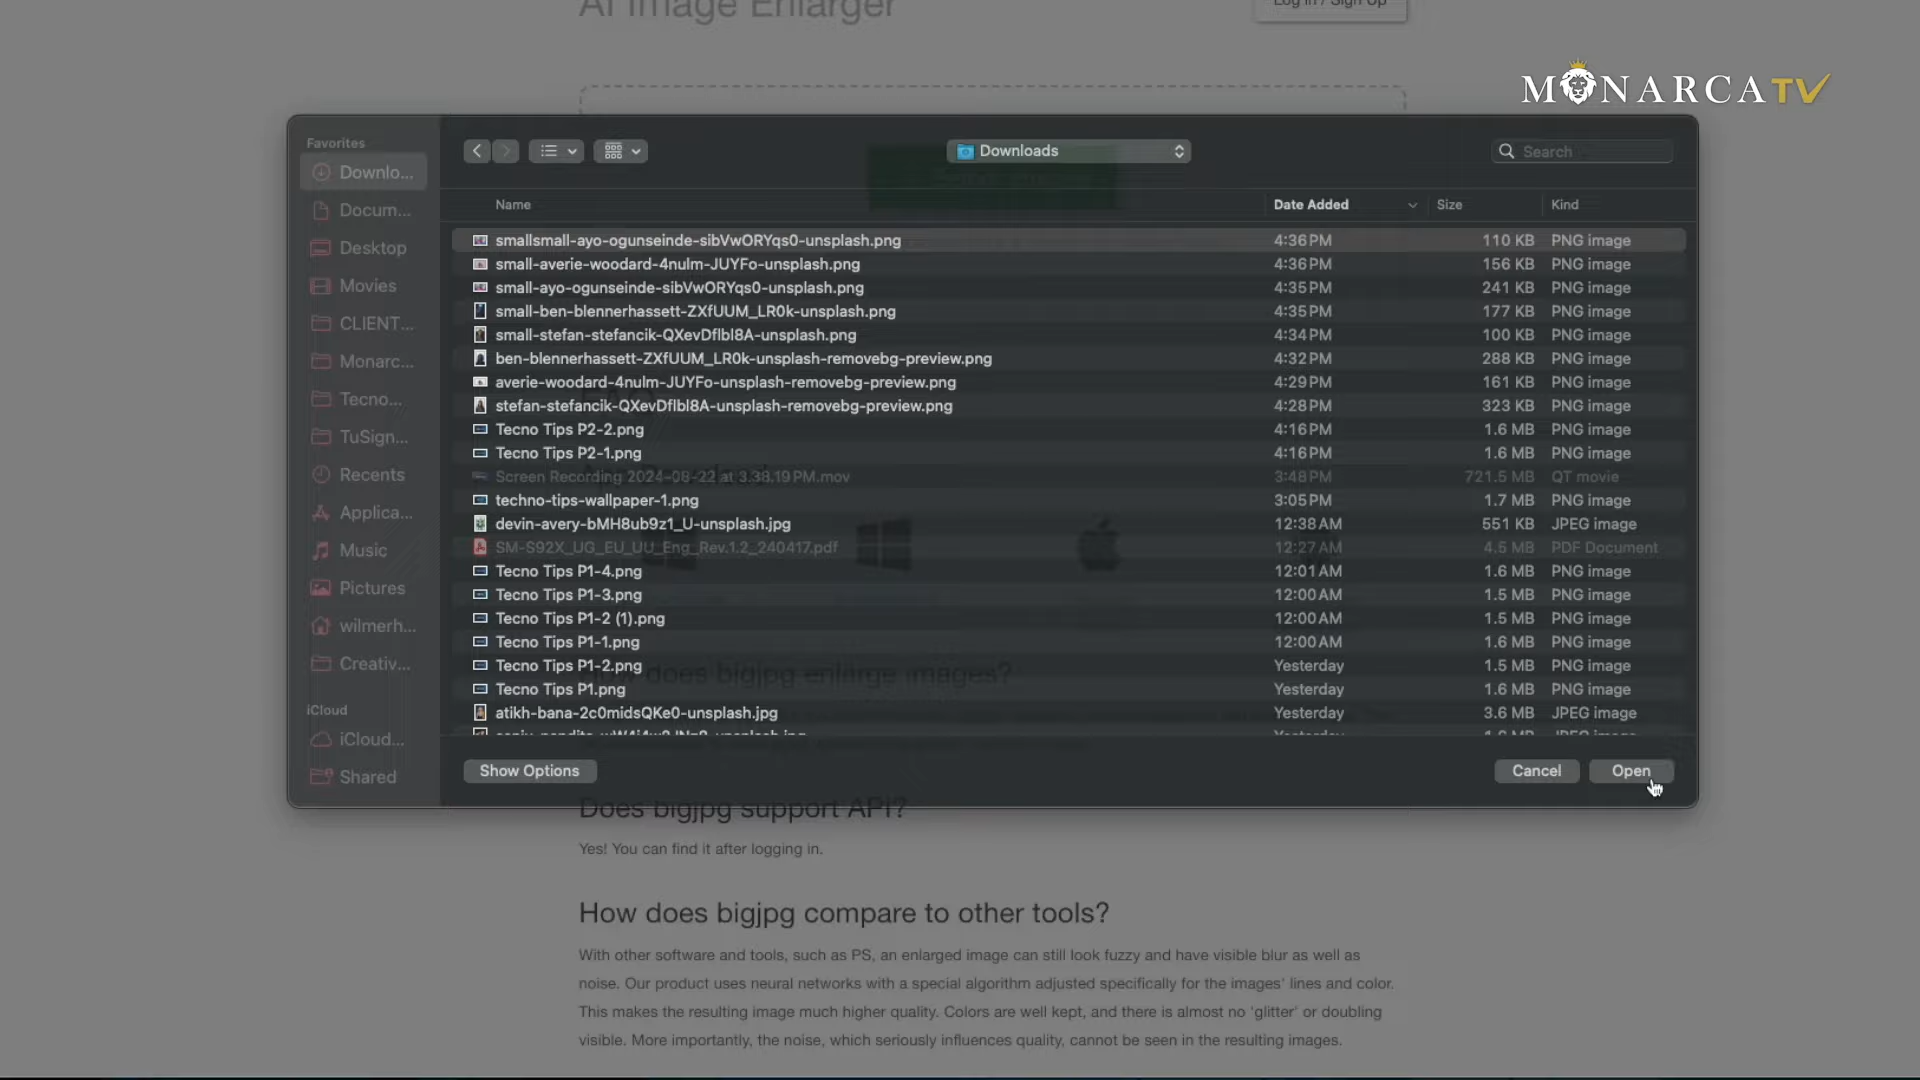 AI Image Enlarger
Log In / Sign Up
MONARCA TV
Favorites
Downlo...
Docum...
Desktop
Movies
CLIENT...
Monarc...
Tecno...
TuSign...
Recents
Applica...
Music
Pictures
wilmerh...
Creativ...
iCloud
iCloud...
Shared
Downloads
Search
Name Date Added Size Kind
smallsmall-ayo-ogunseinde-sibVwORYqs0-unsplash.png 4:36 PM 110 KB PNG image
small-averie-woodard-4nulm-JUYFo-unsplash.png 4:36 PM 156 KB PNG image
small-ayo-ogunseinde-sibVwORYqs0-unsplash.png 4:35 PM 241 KB PNG image
small-ben-blennerhassett-ZXfUUM_LR0k-unsplash.png 4:35 PM 177 KB PNG image
small-stefan-stefancik-QXevDflbl8A-unsplash.png 4:34 PM 100 KB PNG image
ben-blennerhassett-ZXfUUM_LR0k-unsplash-removebg-preview.png 4:32 PM 288 KB PNG image
averie-woodard-4nulm-JUYFo-unsplash-removebg-preview.png 4:29 PM 161 KB PNG image
stefan-stefancik-QXevDflbl8A-unsplash-removebg-preview.png 4:28 PM 323 KB PNG image
Tecno Tips P2-2.png 4:16 PM 1.6 MB PNG image
Tecno Tips P2-1.png 4:16 PM 1.6 MB PNG image
Screen Recording 2024-08-22 at 3.38.19 PM.mov 3:48 PM 721.5 MB QT movie
techno-tips-wallpaper-1.png 3:05 PM 1.7 MB PNG image
devin-avery-bMH8ub9z1_U-unsplash.jpg 12:38 AM 551 KB JPEG image
SM-S92X_UG_EU_UU_Eng_Rev.1.2_240417.pdf 12:27 AM 4.5 MB PDF Document
Tecno Tips P1-4.png 12:01 AM 1.6 MB PNG image
Tecno Tips P1-3.png 12:00 AM 1.5 MB PNG image
Tecno Tips P1-2 (1).png 12:00 AM 1.5 MB PNG image
Tecno Tips P1-1.png 12:00 AM 1.6 MB PNG image
Tecno Tips P1-2.png Yesterday 1.5 MB PNG image
How does bigjpg enlarge images?
Tecno Tips P1.png Yesterday 1.6 MB PNG image
atikh-bana-2c0midsQKe0-unsplash.jpg Yesterday 3.6 MB JPEG image
Show Options
Cancel
Open
Does bigjpg support API?
Yes! You can find it after logging in.
How does bigjpg compare to other tools?
With other software and tools, such as PS, an enlarged image can still look fuzzy and have visible blur as well as
noise. Our product uses neural networks with a special algorithm adjusted specifically for the images' lines and color.
This makes the resulting image much higher quality. Colors are well kept, and there is almost no 'glitter' or doubling
visible. More importantly, the noise, which seriously influences quality, cannot be seen in the resulting images.